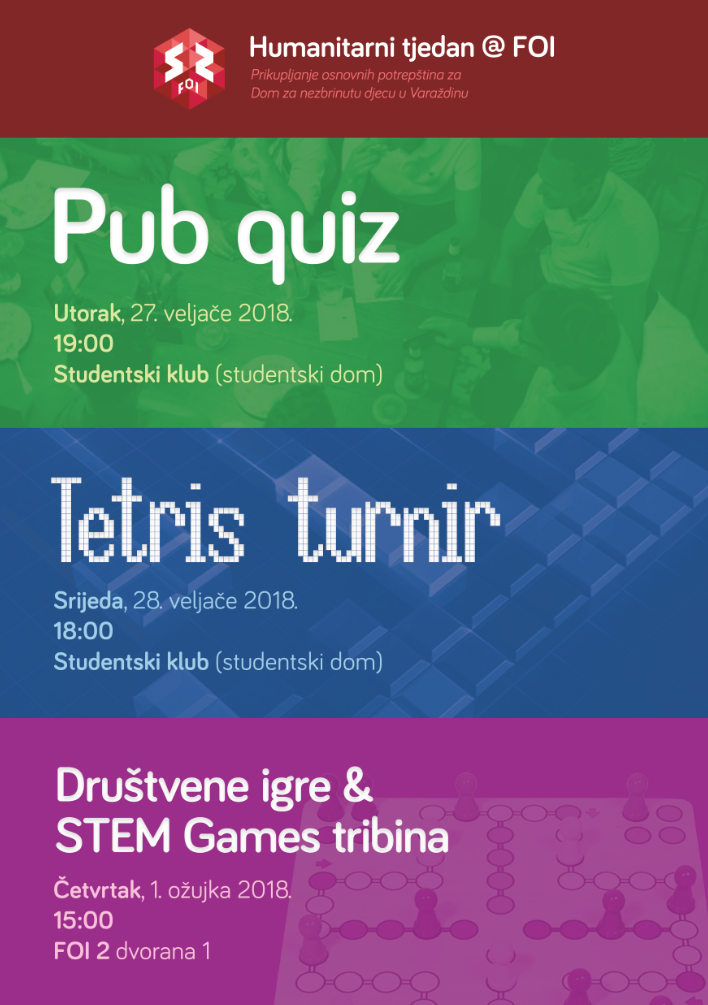 SZ
FOI
Humanitarni tjedan @ FOI
Prikupljanje osnovnih potrepština za
Dom za nezbrinutu djecu u Varaždinu
Pub quiz
Utorak, 27. veljače 2018.
19:00
Studentski klub (studentski dom)
Tetris turnir
Srijeda, 28. veljače 2018.
18:00
Studentski klub (studentski dom)
Društvene igre &
STEM Games tribina
Četvrtak, 1. ožujka 2018.
15:00
FOI 2 dvorana 1